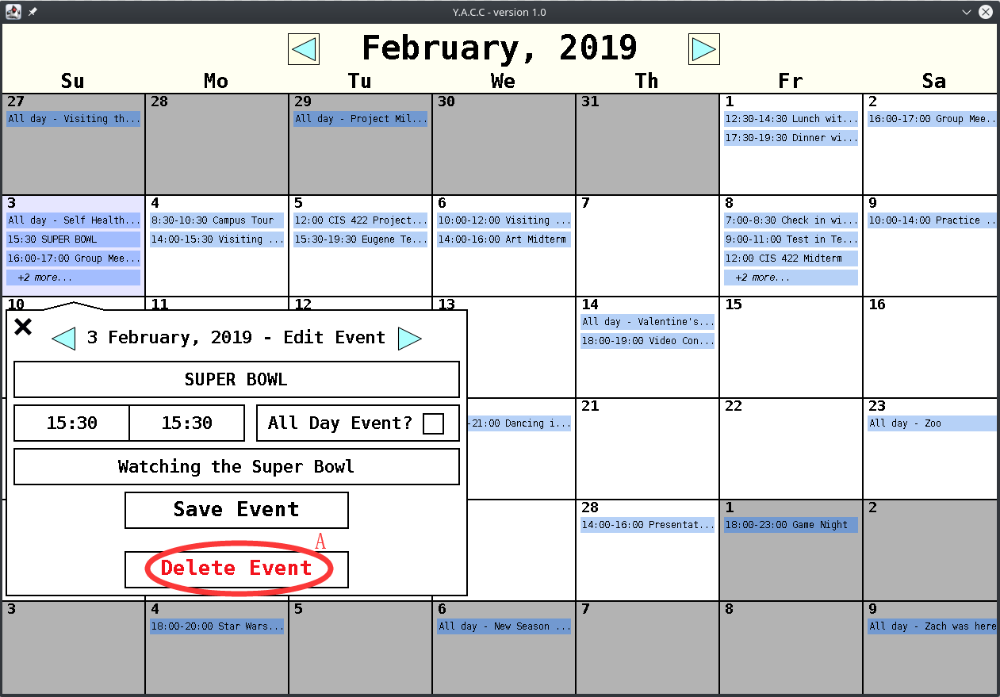 Y.A.C.C - version 1.0
February, 2019
Su Mo Tu We Th Fr Sa
27 28 29 30 31 1 2
All day - Visiting th... All day - Project Mil... 12:30-14:30 Lunch wit... 16:00-17:00 Group Mee...
17:30-19:30 Dinner wi...
3 4 5 6 7 8 9
All day - Self Health... 8:30-10:30 Campus Tour 12:00 CIS 422 Project... 10:00-12:00 Visiting ... 7:00-8:30 Check in wi... 10:00-14:00 Practice ...
15:30 SUPER BOWL 14:00-15:30 Visiting ... 15:30-19:30 Eugene Te... 14:00-16:00 Art Midterm 9:00-11:00 Test in Te...
16:00-17:00 Group Mee... 12:00 CIS 422 Midterm
+2 more... +2 more...
10 11 12 13 14 15 16
All day - Valentine's...
18:00-19:00 Video Con...
3 February, 2019 - Edit Event
SUPER BOWL
21 22 23
15:30 15:30 All Day Event? -21:00 Dancing i... All day - Zoo
Watching the Super Bowl
Save Event
28 1 2
14:00-16:00 Presentat... 18:00-23:00 Game Night
A
Delete Event
3 4 5 6 7 8 9
18:00-20:00 Star Wars... All day - New Season ... All day - Zach was here